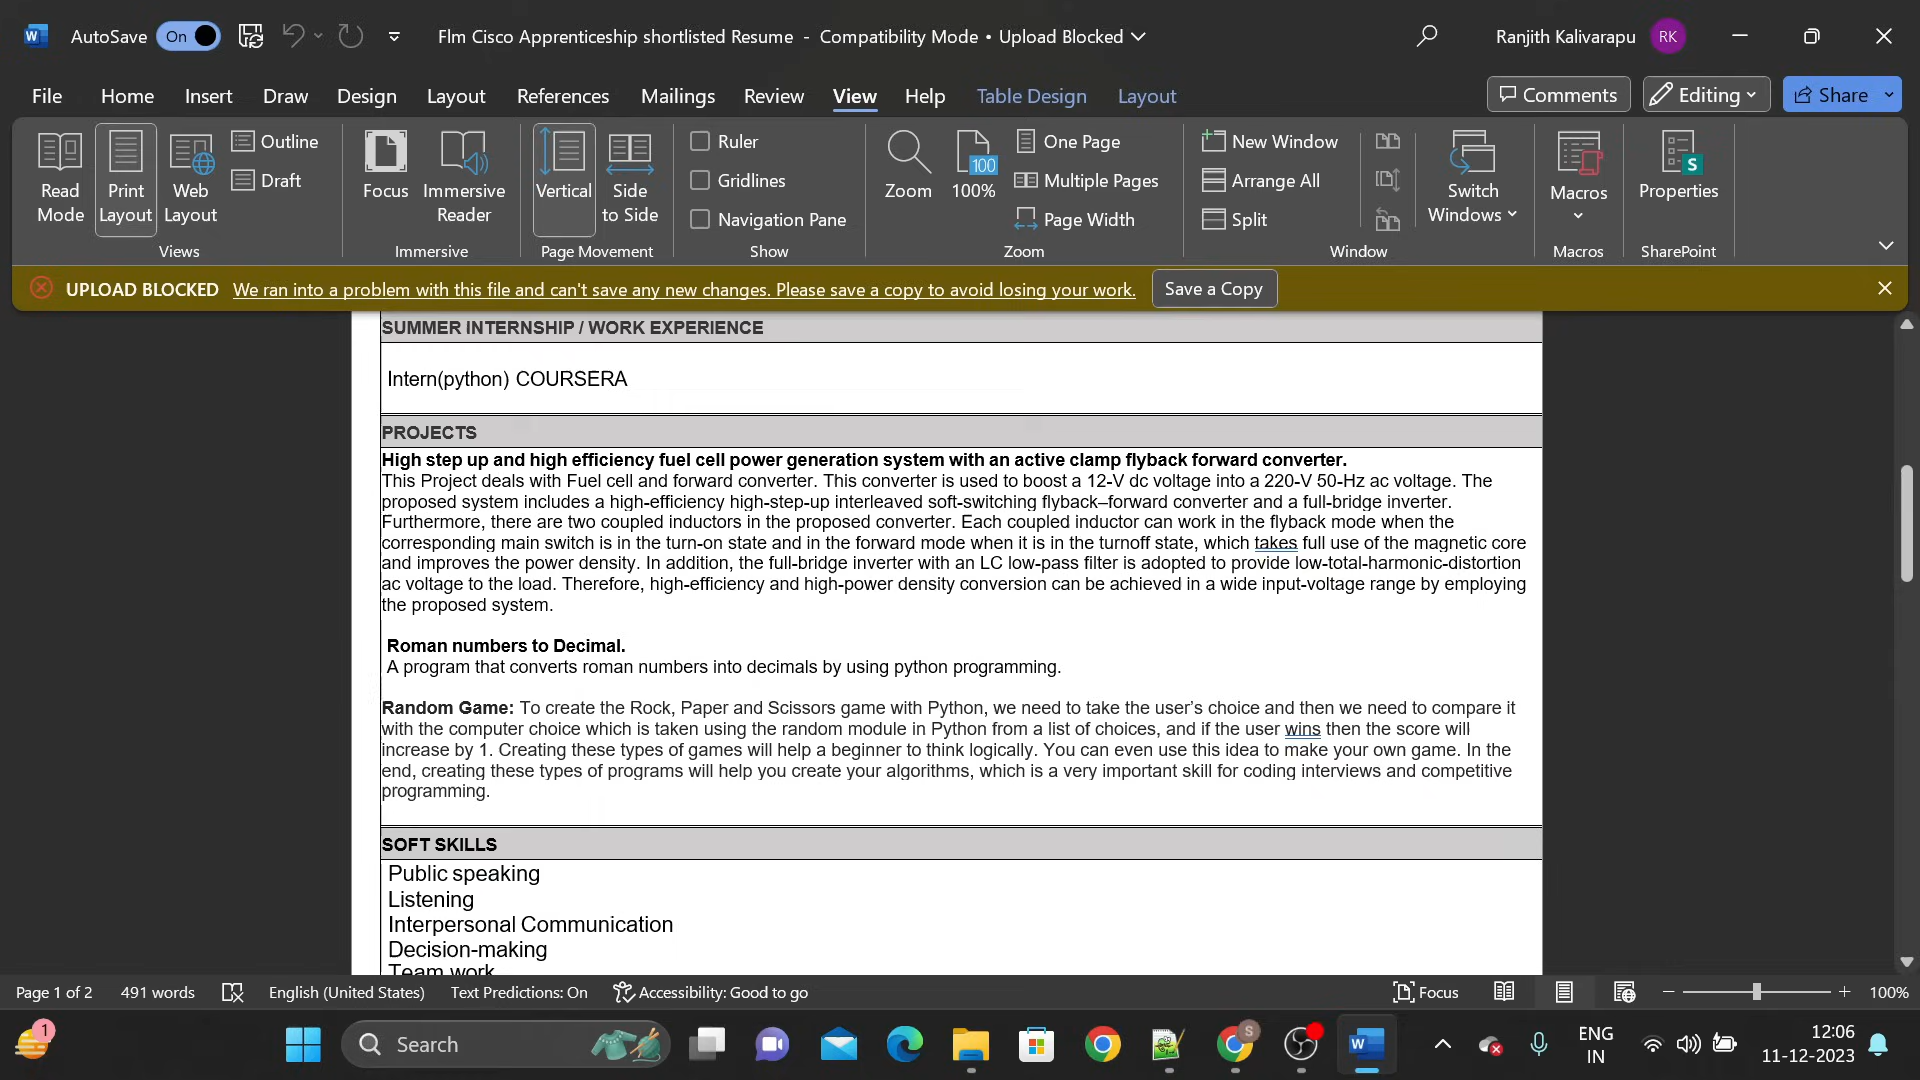 AutoSave On
Flm Cisco Apprenticeship shortlisted Resume - Compatibility Mode • Upload Blocked
Ranjith Kalivarapu RK
File Home Insert Draw Design Layout References Mailings Review View Help Table Design Layout
Comments Editing Share
Read Mode
Print Layout
Web Layout
Outline
Draft
Views
Focus
Immersive Reader
Immersive
Vertical
Side to Side
Page Movement
Ruler
Gridlines
Navigation Pane
Show
Zoom
100
100%
One Page
Multiple Pages
Page Width
Zoom
New Window
Arrange All
Split
Switch Windows
Window
Macros
Macros
S
Properties
SharePoint
UPLOAD BLOCKED We ran into a problem with this file and can't save any new changes. Please save a copy to avoid losing your work. Save a Copy
SUMMER INTERNSHIP / WORK EXPERIENCE
Intern(python) COURSERA
PROJECTS
High step up and high efficiency fuel cell power generation system with an active clamp flyback forward converter.
This Project deals with Fuel cell and forward converter. This converter is used to boost a 12-V dc voltage into a 220-V 50-Hz ac voltage. The
proposed system includes a high-efficiency high-step-up interleaved soft-switching flyback–forward converter and a full-bridge inverter.
Furthermore, there are two coupled inductors in the proposed converter. Each coupled inductor can work in the flyback mode when the
corresponding main switch is in the turn-on state and in the forward mode when it is in the turnoff state, which takes full use of the magnetic core
and improves the power density. In addition, the full-bridge inverter with an LC low-pass filter is adopted to provide low-total-harmonic-distortion
ac voltage to the load. Therefore, high-efficiency and high-power density conversion can be achieved in a wide input-voltage range by employing
the proposed system.
Roman numbers to Decimal.
A program that converts roman numbers into decimals by using python programming.
Random Game: To create the Rock, Paper and Scissors game with Python, we need to take the user's choice and then we need to compare it
with the computer choice which is taken using the random module in Python from a list of choices, and if the user wins then the score will
increase by 1. Creating these types of games will help a beginner to think logically. You can even use this idea to make your own game. In the
end, creating these types of programs will help you create your algorithms, which is a very important skill for coding interviews and competitive
programming.
SOFT SKILLS
Public speaking
Listening
Interpersonal Communication
Decision-making
Team work
Page 1 of 2 491 words English (United States) Text Predictions: On Accessibility: Good to go Focus 100%
1
Search
S
ENG
IN
12:06
11-12-2023